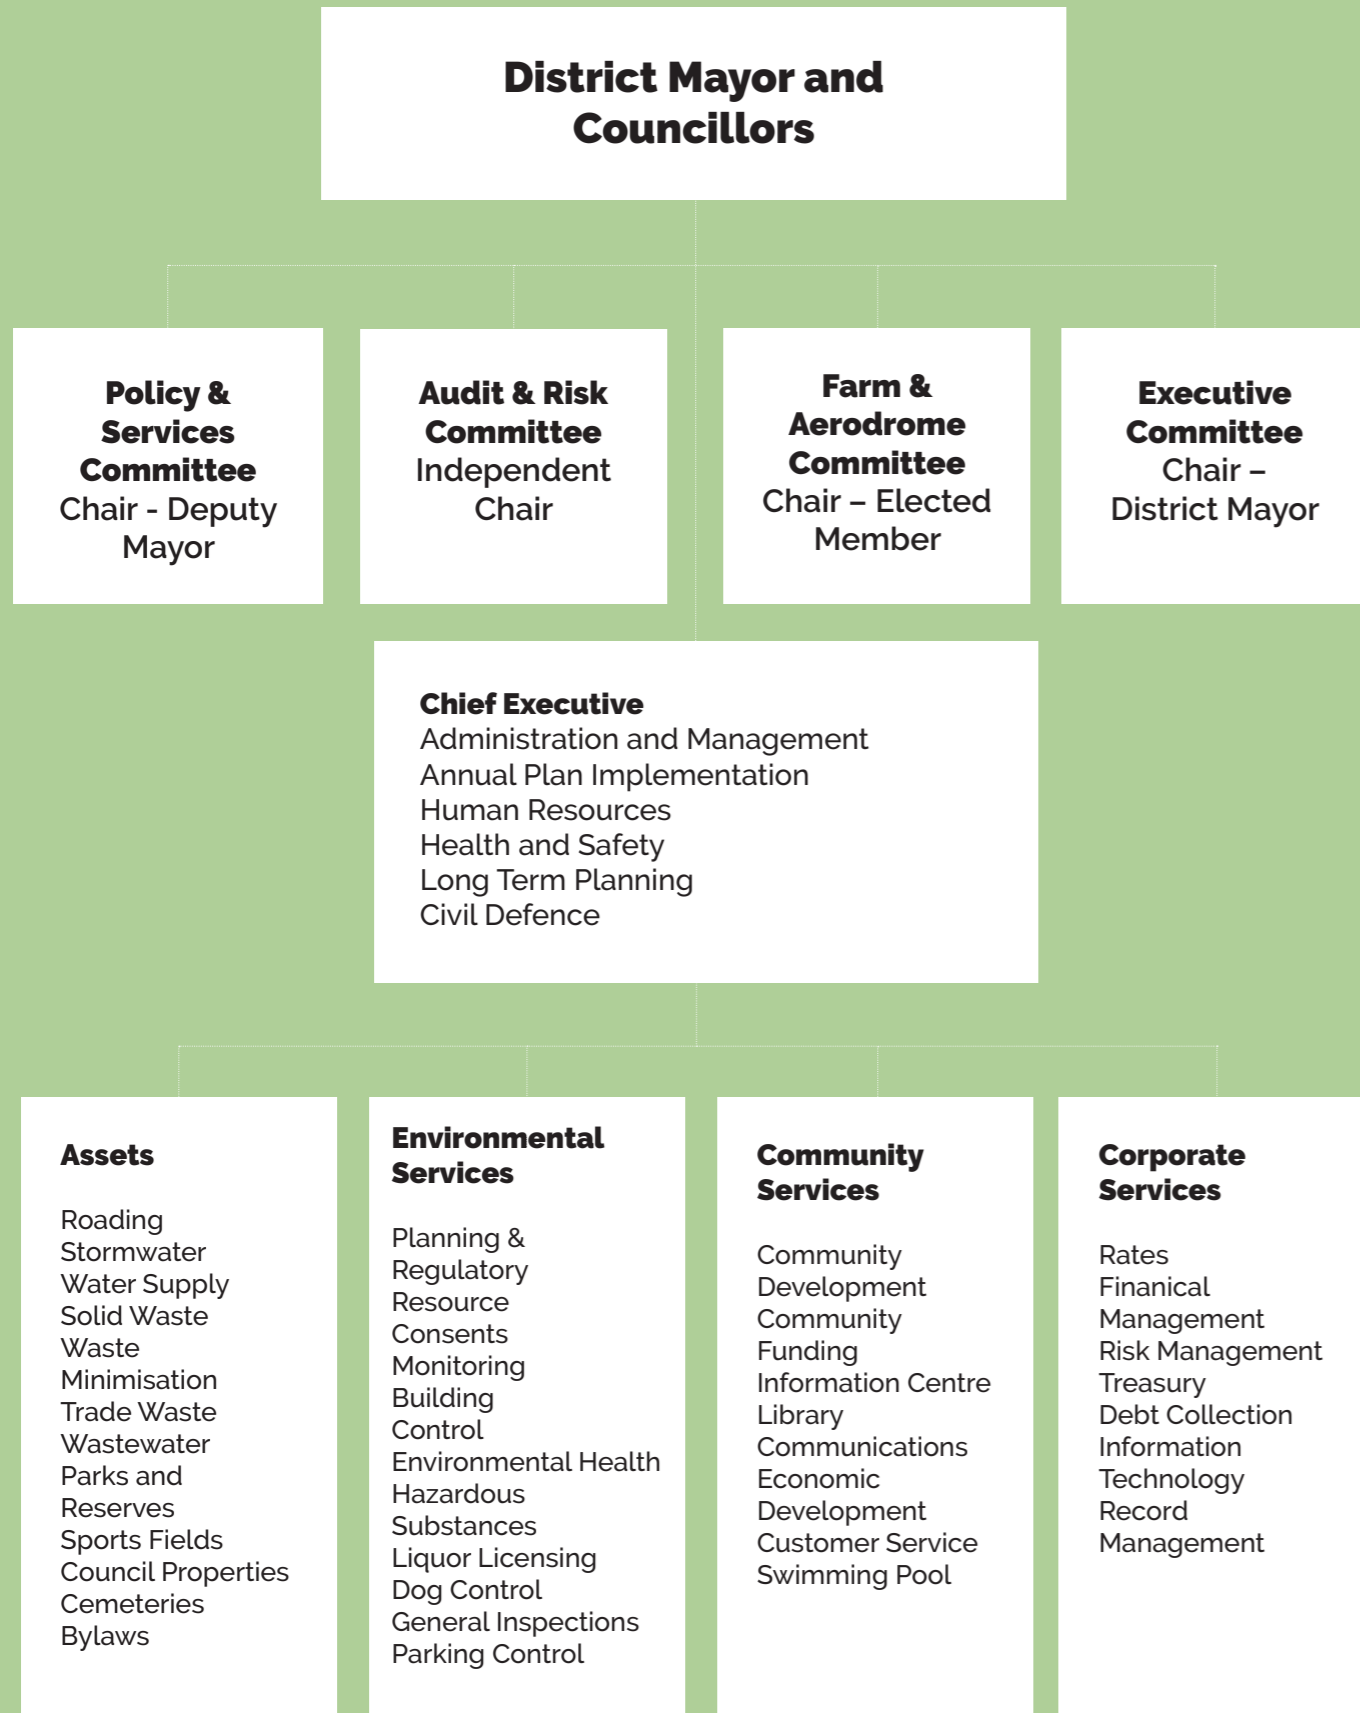 District Mayor and
Councillors
Policy &
Services
Committee
Chair - Deputy
Mayor
Audit & Risk
Committee
Independent
Chair
Farm &
Aerodrome
Committee
Chair – Elected
Member
Executive
Committee
Chair –
District Mayor
Chief Executive
Administration and Management
Annual Plan Implementation
Human Resources
Health and Safety
Long Term Planning
Civil Defence
Assets
Roading
Stormwater
Water Supply
Solid Waste
Waste
Minimisation
Trade Waste
Wastewater
Parks and
Reserves
Sports Fields
Council Properties
Cemeteries
Bylaws
Environmental
Services
Planning &
Regulatory
Resource
Consents
Monitoring
Building
Control
Environmental Health
Hazardous
Substances
Liquor Licensing
Dog Control
General Inspections
Parking Control
Community
Services
Community
Development
Community
Funding
Information Centre
Library
Communications
Economic
Development
Customer Service
Swimming Pool
Corporate
Services
Rates
Finanical
Management
Risk Management
Treasury
Debt Collection
Information
Technology
Record
Management